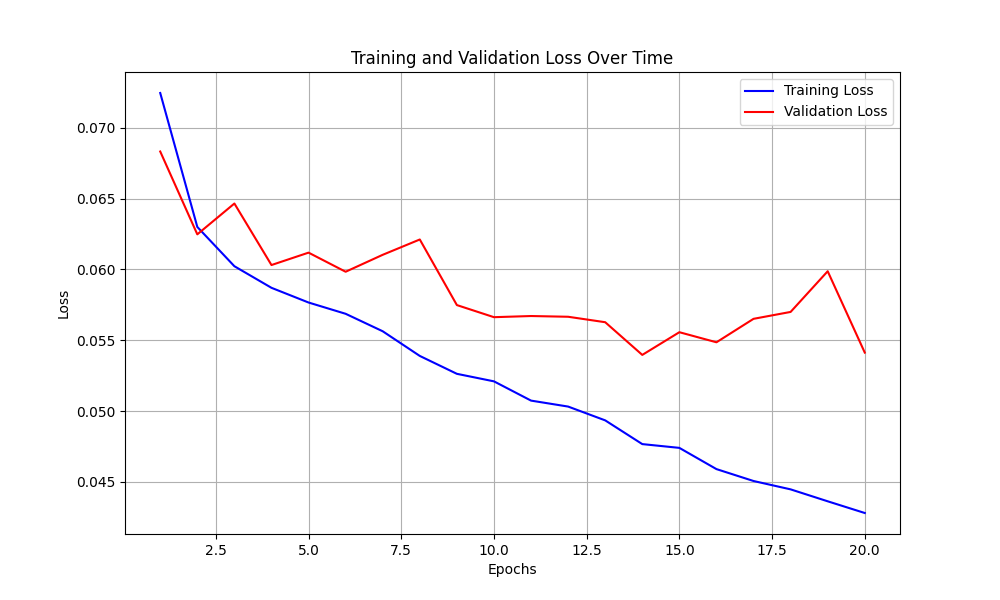 Training and Validation Loss Over Time
Training Loss
Validation Loss
0.070
0.065
0.060
0.055
0.050
0.045
Loss
2.5 5.0 7.5 10.0 12.5 15.0 17.5 20.0
Epochs